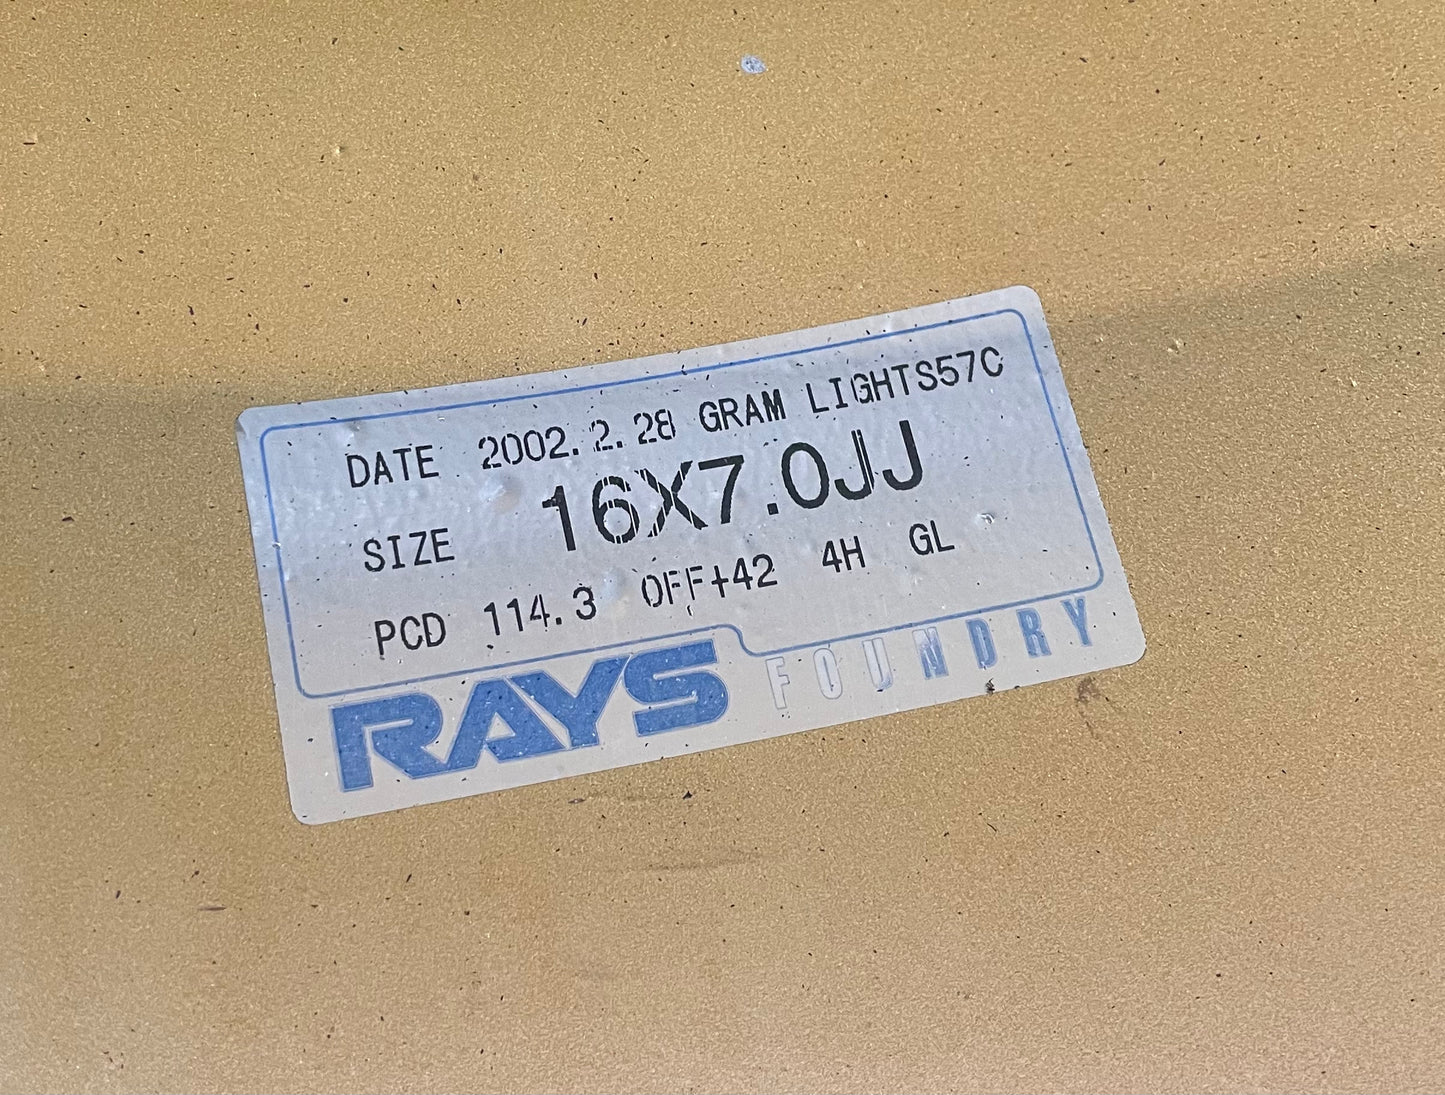 DATE 2002.2.28 GRAM LIGHTS57C
SIZE 16X7.0JJ
PCD 114.3 OFF+42 4H GL
RAYS FOUNDRY